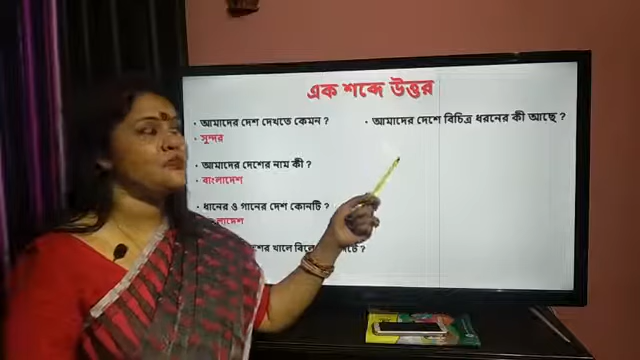 এক শব্দে উত্তর
আমাদের দেশ দেখতে কেমন ?
সুন্দর
আমাদের দেশের নাম কী ?
বাংলাদেশ
ধানের ও গানের দেশ কোনটি ?
খালে
আমাদের দেশে বিচিত্র ধরনের কী আছে ?